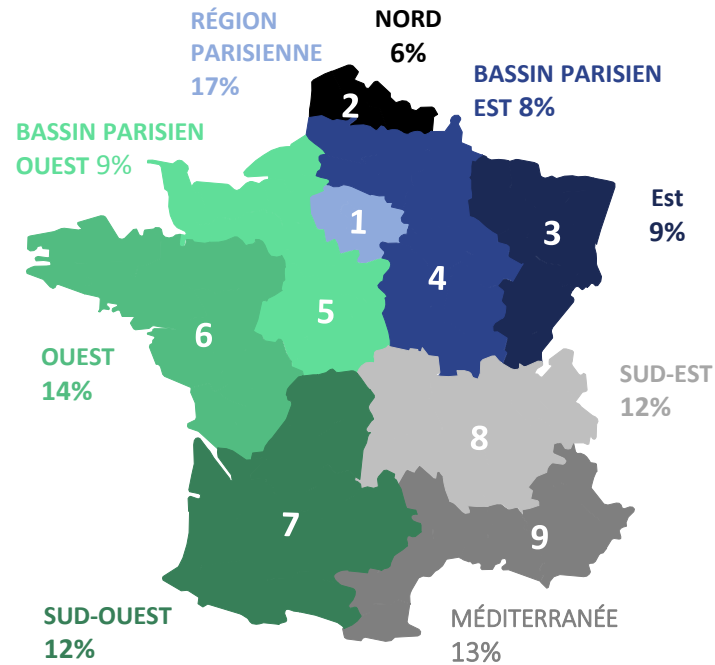 RÉGION
PARISIENNE
17%
NORD
6%
BASSIN PARISIEN
EST 8%
BASSIN PARISIEN
OUEST 9%
2
1
3
Est
9%
4
5
6
OUEST
14%
SUD-EST
12%
8
7
9
SUD-OUEST
12%
MÉDITERRANÉE
13%